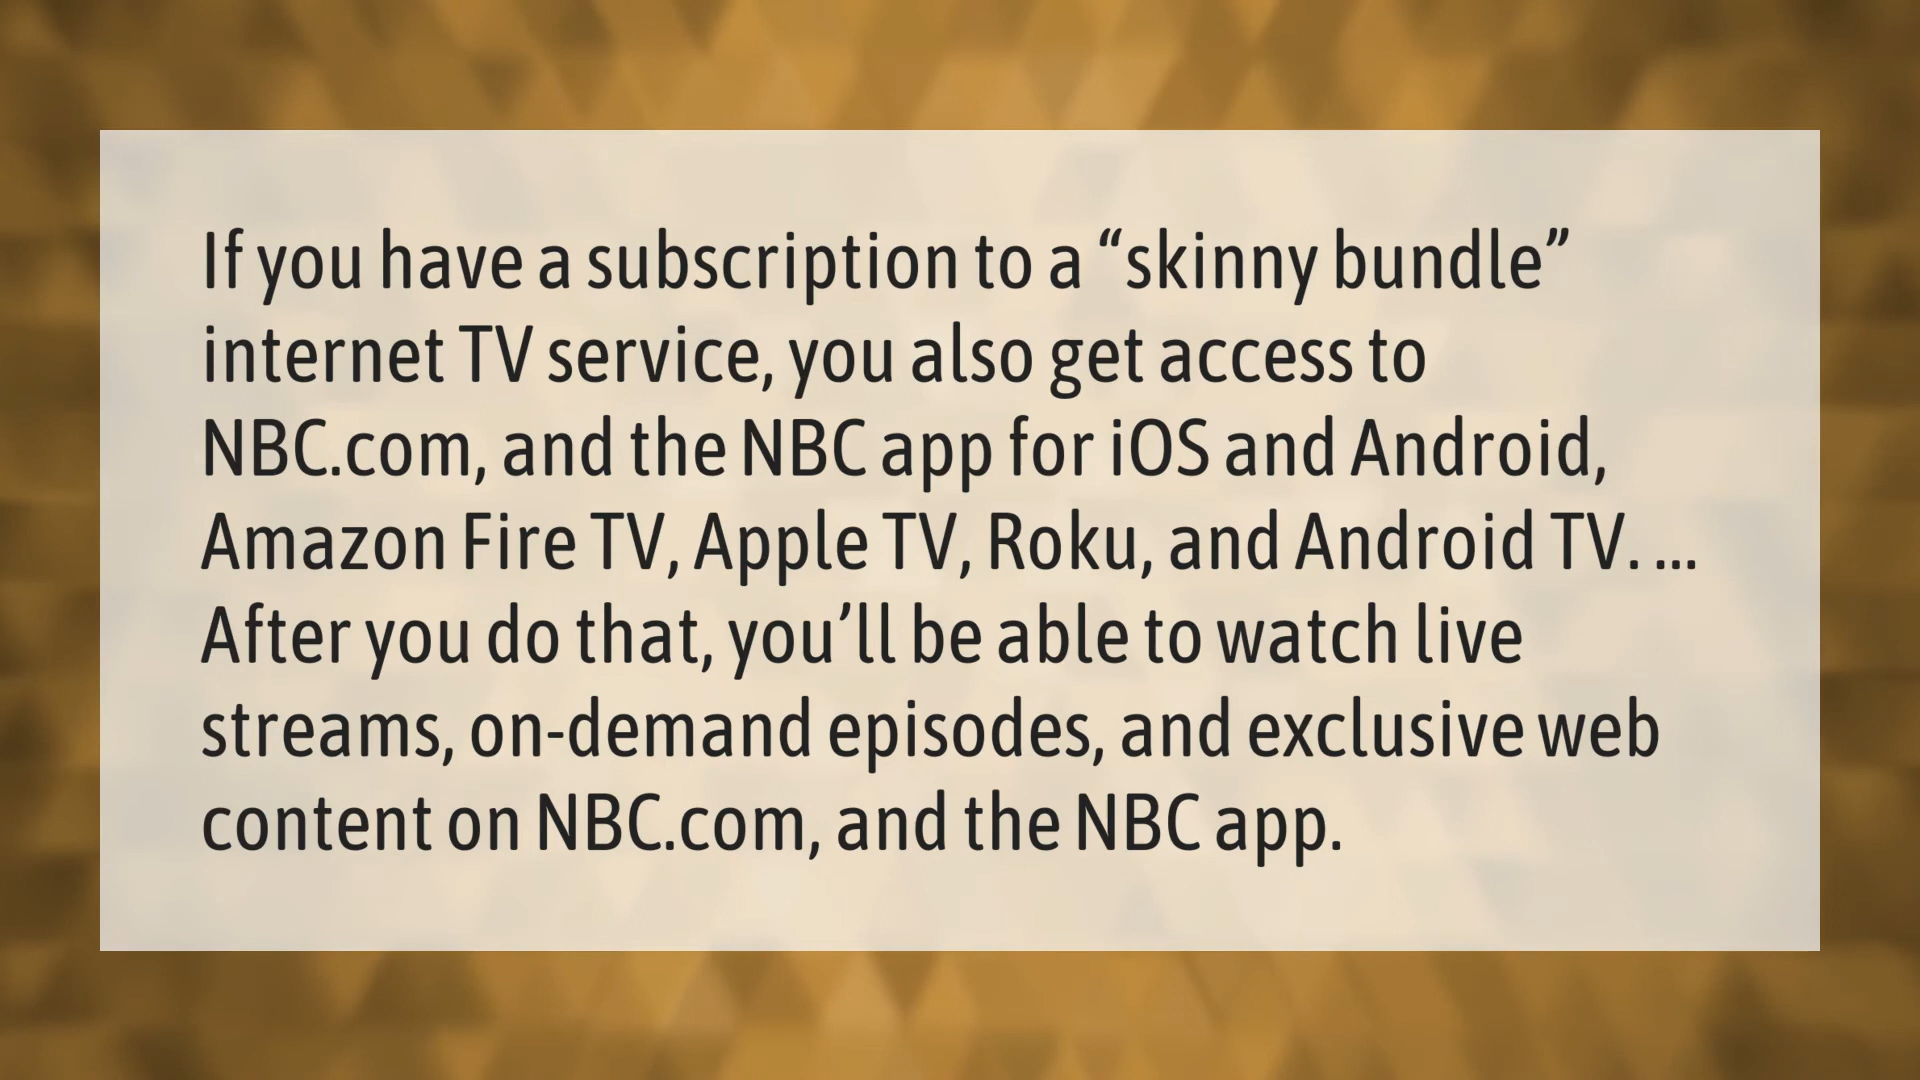 If you have a subscription to a “skinny bundle”
internet TV service, you also get access to
NBC.com, and the NBC app for iOS and Android,
Amazon Fire TV, Apple TV, Roku, and Android TV. ...
After you do that, you’ll be able to watch live
streams, on-demand episodes, and exclusive web
content on NBC.com, and the NBC app.